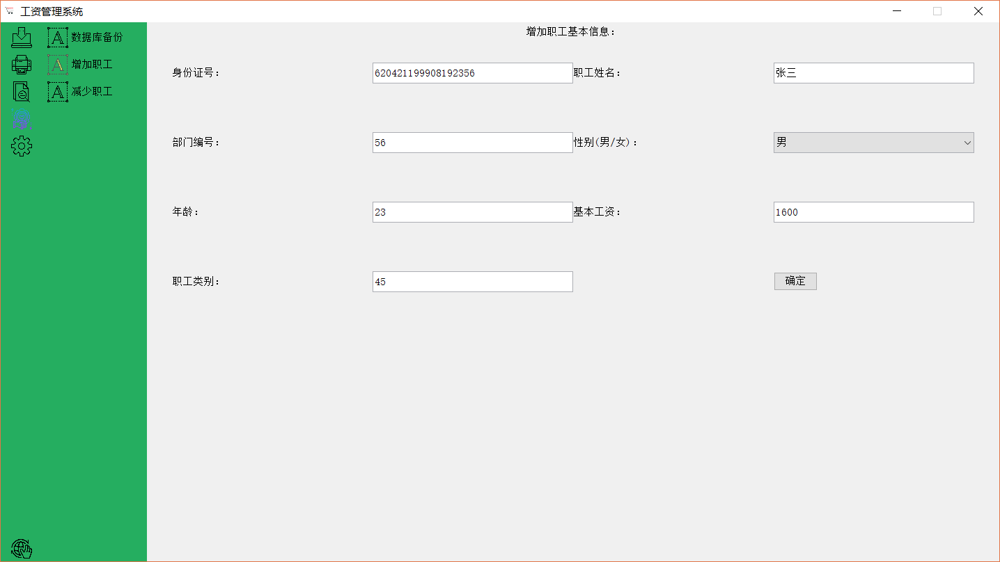 工资管理系统
数据库备份
增加职工
减少职工
增加职工基本信息：
身份证号： 620421199908192356 职工姓名： 张三
部门编号： 56 性别(男/女)： 男
年龄： 23 基本工资： 1600
职工类别： 45 确定